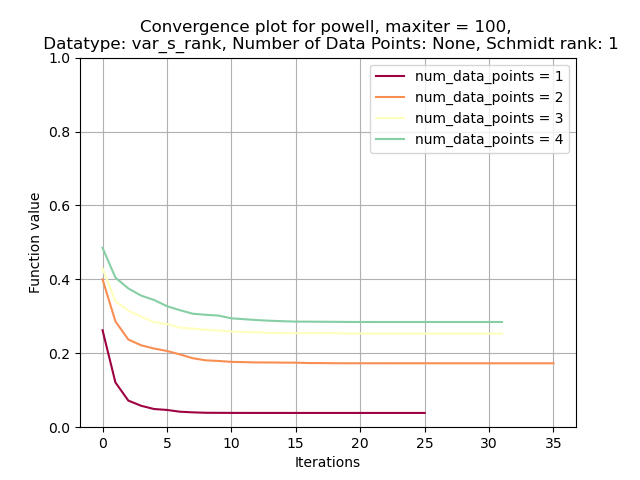 Convergence plot for powell, maxiter = 100,
Datatype: var_s_rank, Number of Data Points: None, Schmidt rank: 1
1.0
0.8
0.6
0.4
0.2
0.0
Function value
num_data_points = 1
num_data_points = 2
num_data_points = 3
num_data_points = 4
0 5 10 15 20 25 30 35
Iterations